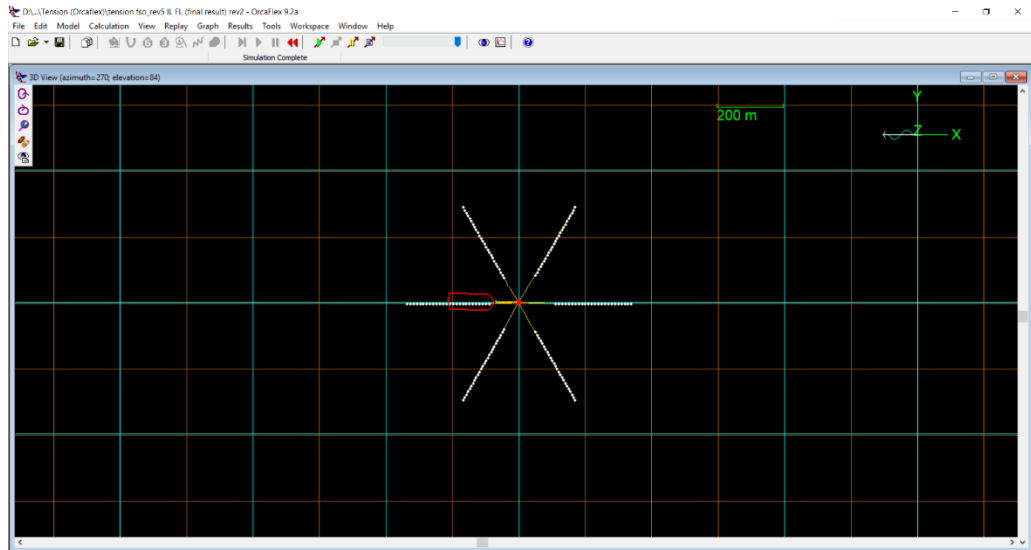 D:\...\Tension (Orcaflex)\tension fso_rev5 IL FL (final result) rev2 - OrcaFlex 9.2a
File Edit Model Calculation View Replay Graph Results Tools Workspace Window Help
Simulation Complete
3D View (azimuth=270; elevation=84)
200 m
Y
Z
X